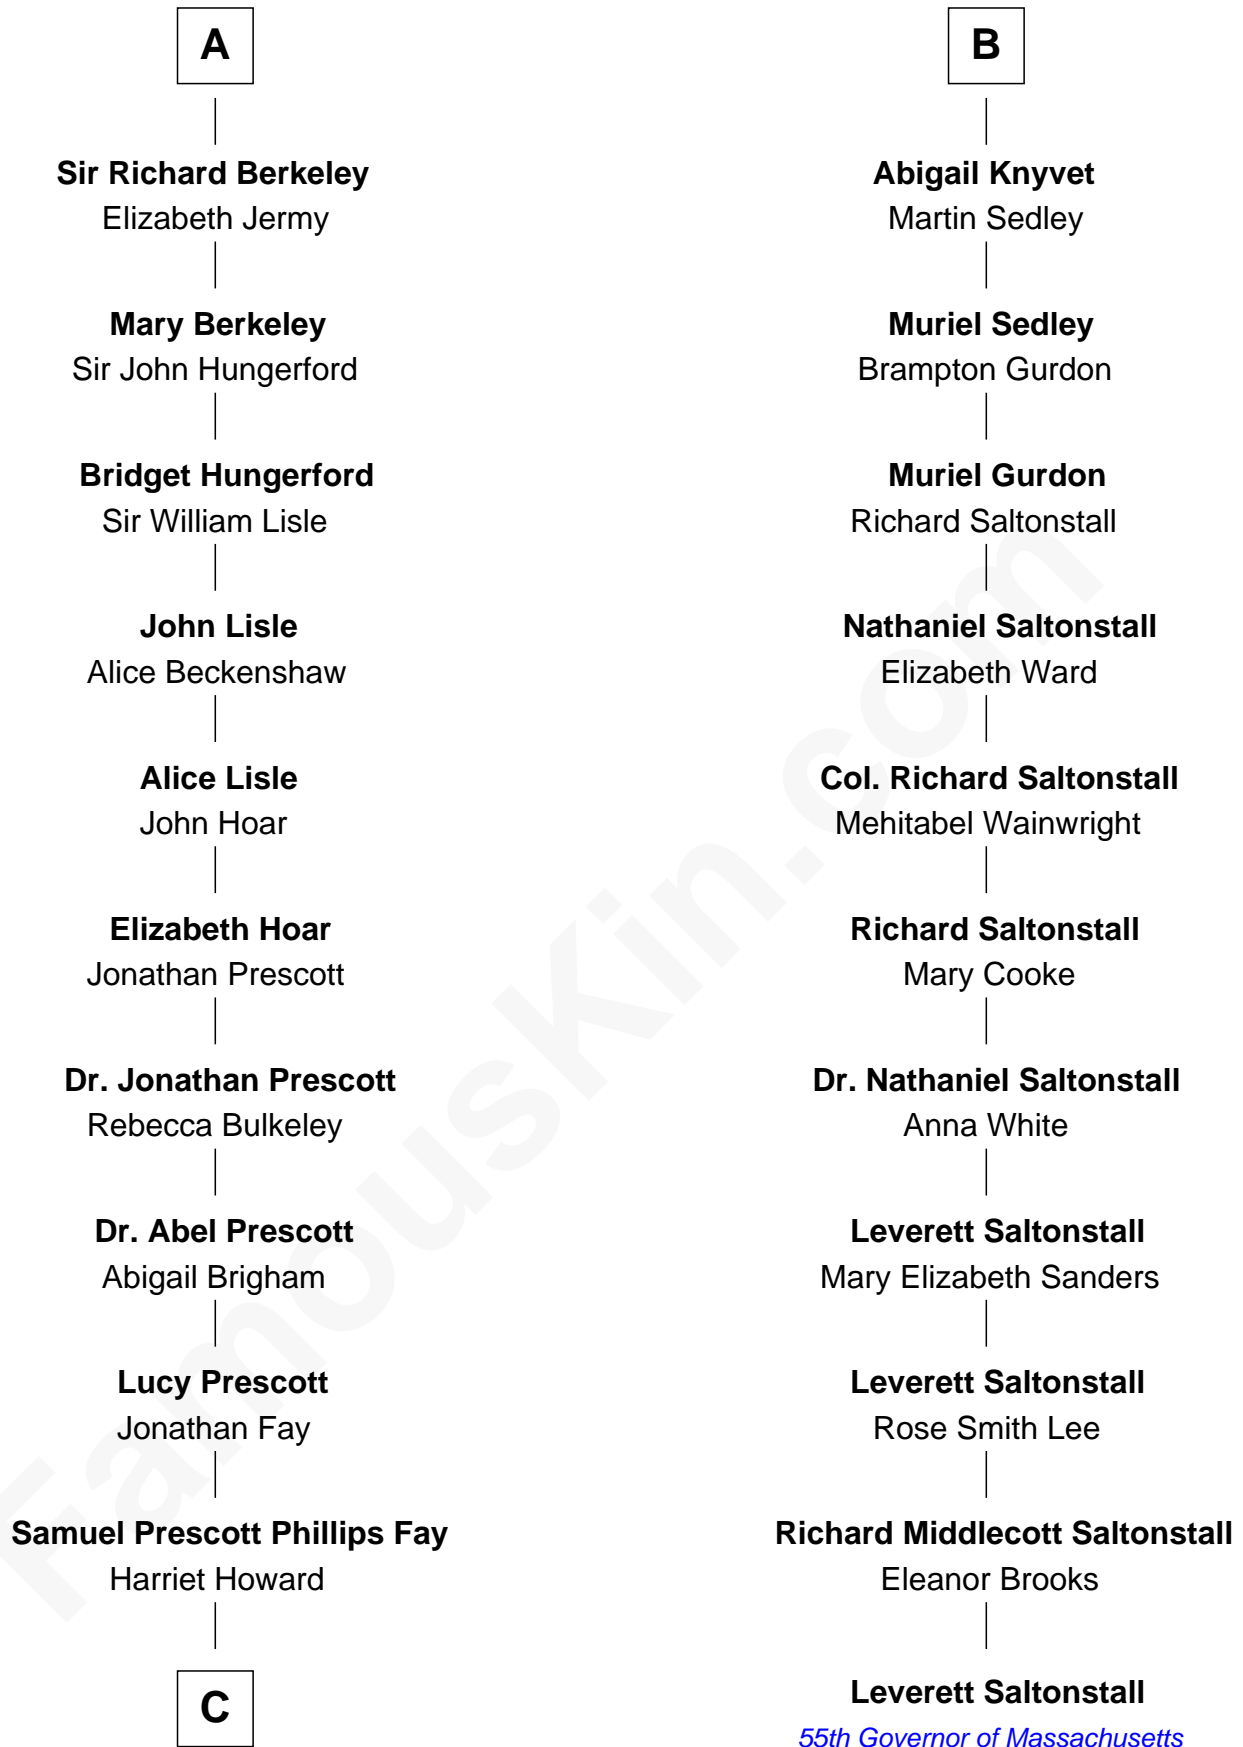 A
Sir Richard Berkeley
Elizabeth Jermy
Mary Berkeley
Sir John Hungerford
Bridget Hungerford
Sir William Lisle
John Lisle
Alice Beckenshaw
Alice Lisle
John Hoar
Elizabeth Hoar
Jonathan Prescott
Dr. Jonathan Prescott
Rebecca Bulkeley
Dr. Abel Prescott
Abigail Brigham
Lucy Prescott
Jonathan Fay
Samuel Prescott Phillips Fay
Harriet Howard
C
B
Abigail Knyvet
Martin Sedley
Muriel Sedley
Brampton Gurdon
Muriel Gurdon
Richard Saltonstall
Nathaniel Saltonstall
Elizabeth Ward
Col. Richard Saltonstall
Mehitabel Wainwright
Richard Saltonstall
Mary Cooke
Dr. Nathaniel Saltonstall
Anna White
Leverett Saltonstall
Mary Elizabeth Sanders
Leverett Saltonstall
Rose Smith Lee
Richard Middlecott Saltonstall
Eleanor Brooks
Leverett Saltonstall
55th Governor of Massachusetts
FamousKin.com